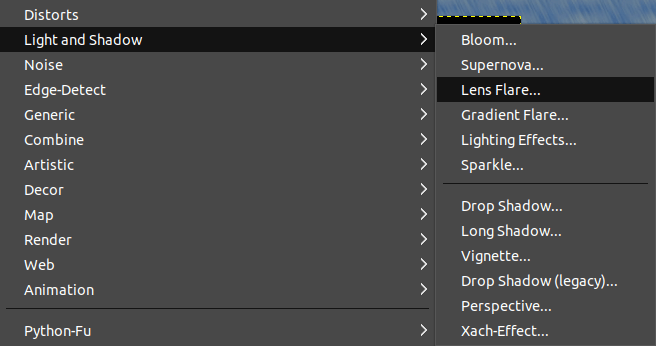 Distorts
Light and Shadow
Noise
Edge-Detect
Generic
Combine
Artistic
Decor
Map
Render
Web
Animation
Python-Fu
Bloom...
Supernova...
Lens Flare...
Gradient Flare...
Lighting Effects...
Sparkle...
Drop Shadow...
Long Shadow...
Vignette...
Drop Shadow (legacy)...
Perspective...
Xach-Effect...